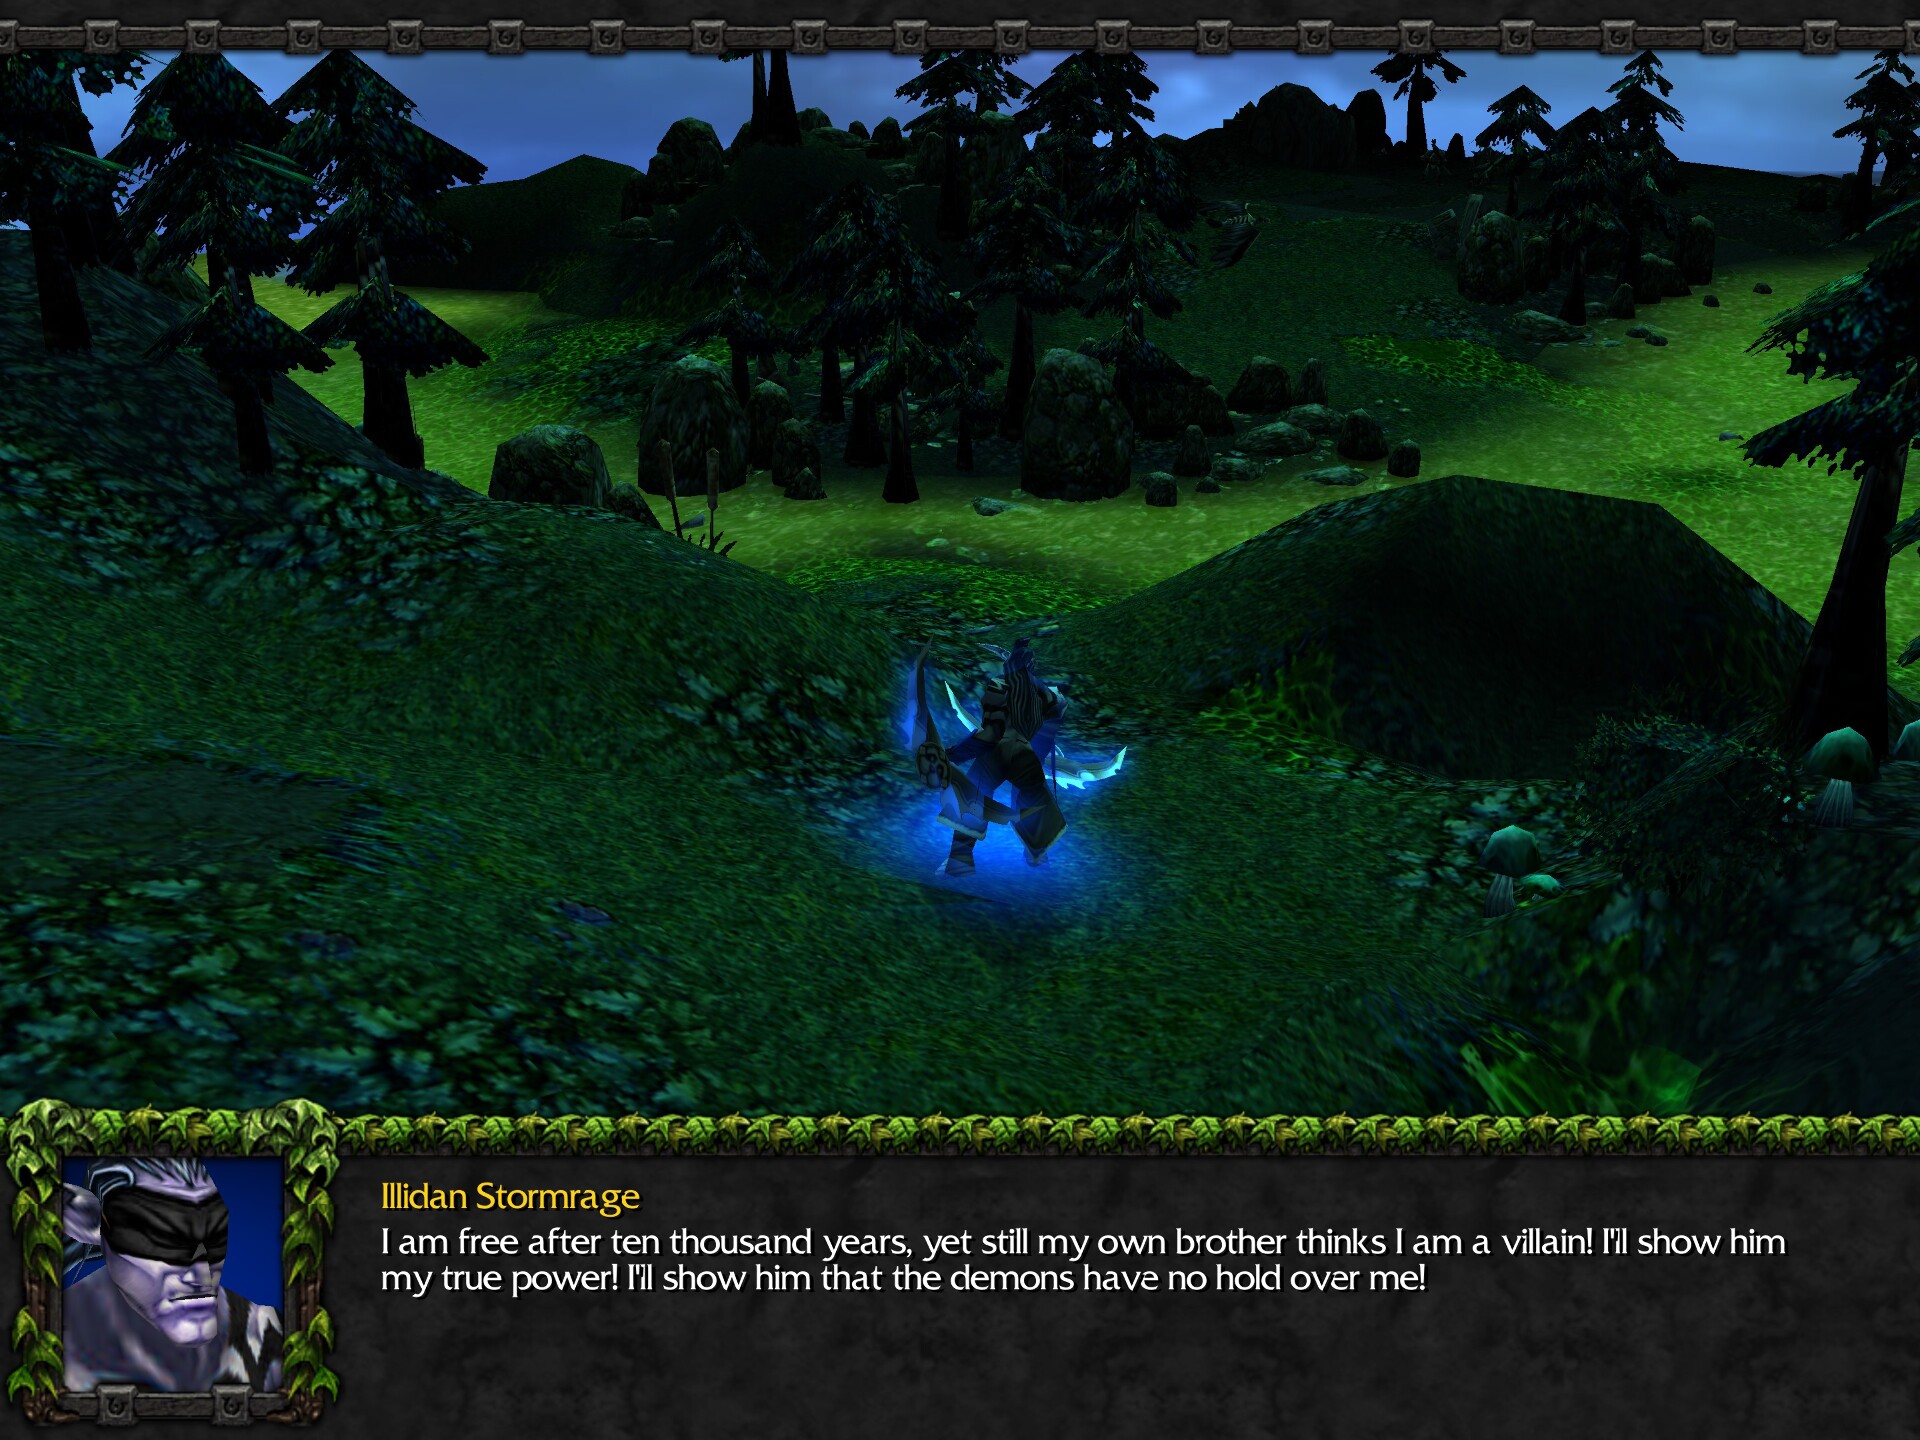 Illidan Stormrage
I am free after ten thousand years, yet still my own brother thinks I am a villain! I'll show him
my true power! I'll show him that the demons have no hold over me!